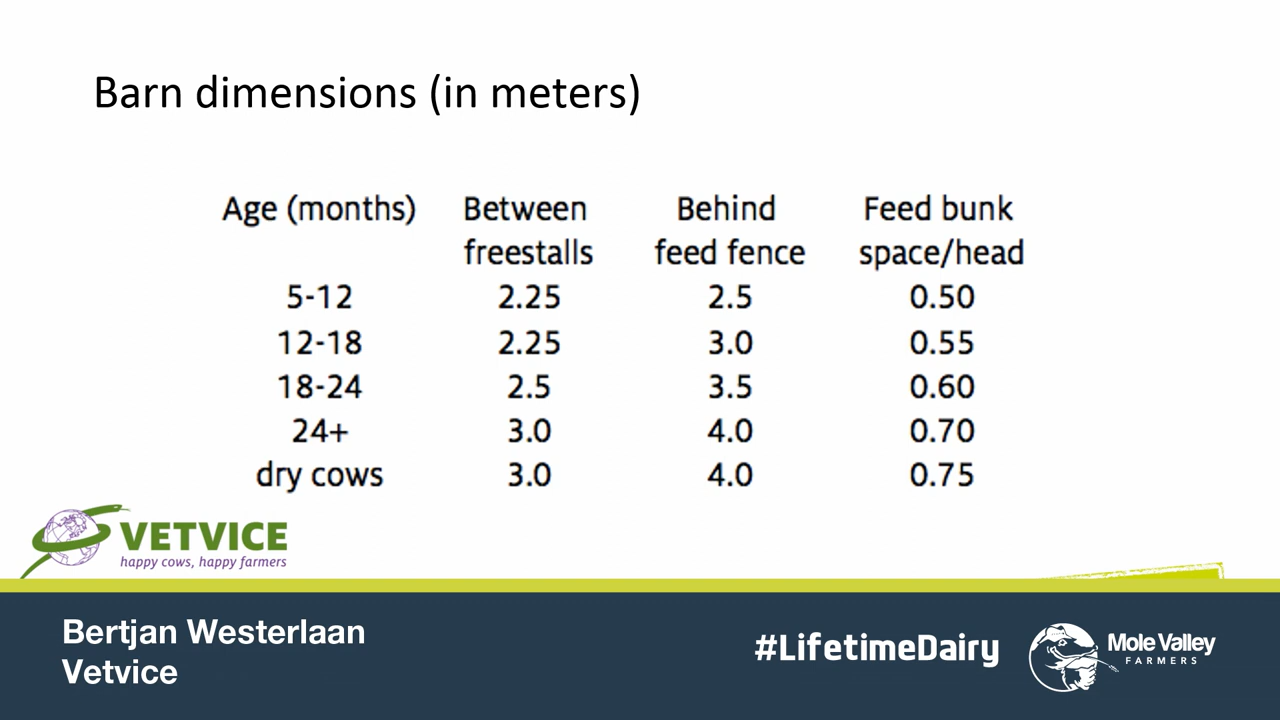 Barn dimensions (in meters)
Age (months) Between freestalls Behind feed fence Feed bunk space/head
5-12 2.25 2.5 0.50
12-18 2.25 3.0 0.55
18-24 2.5 3.5 0.60
24+ 3.0 4.0 0.70
dry cows 3.0 4.0 0.75
VETVICE
happy cows, happy farmers
Bertjan Westerlaan
Vetvice
#LifetimeDairy
Mole Valley
FARMERS